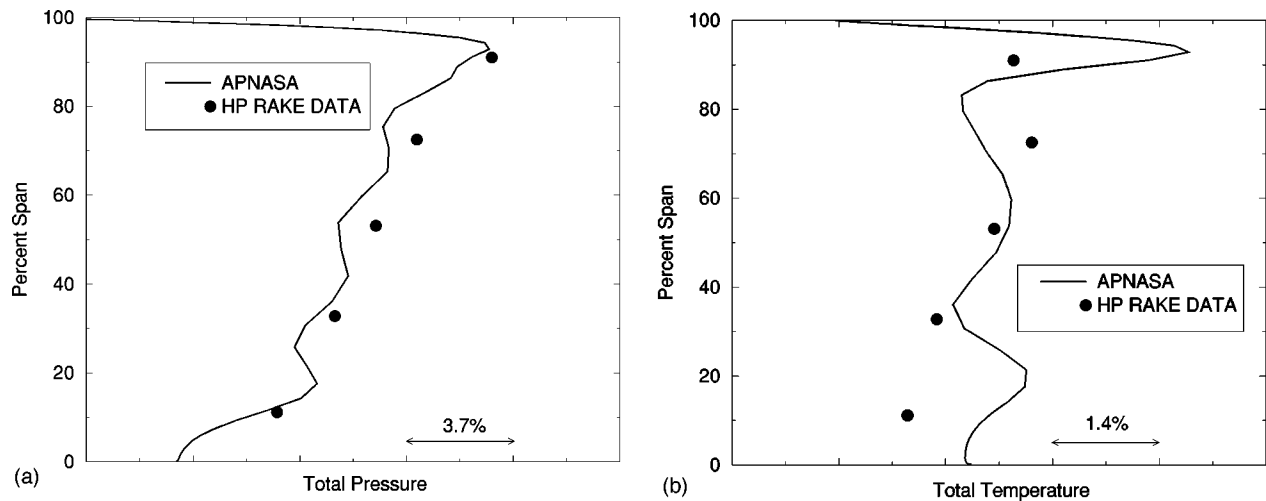 100
80
60
40
20
0
Percent Span
APNASA
HP RAKE DATA
3.7%
(a)
Total Pressure
100
80
60
40
20
0
Percent Span
APNASA
HP RAKE DATA
1.4%
(b)
Total Temperature